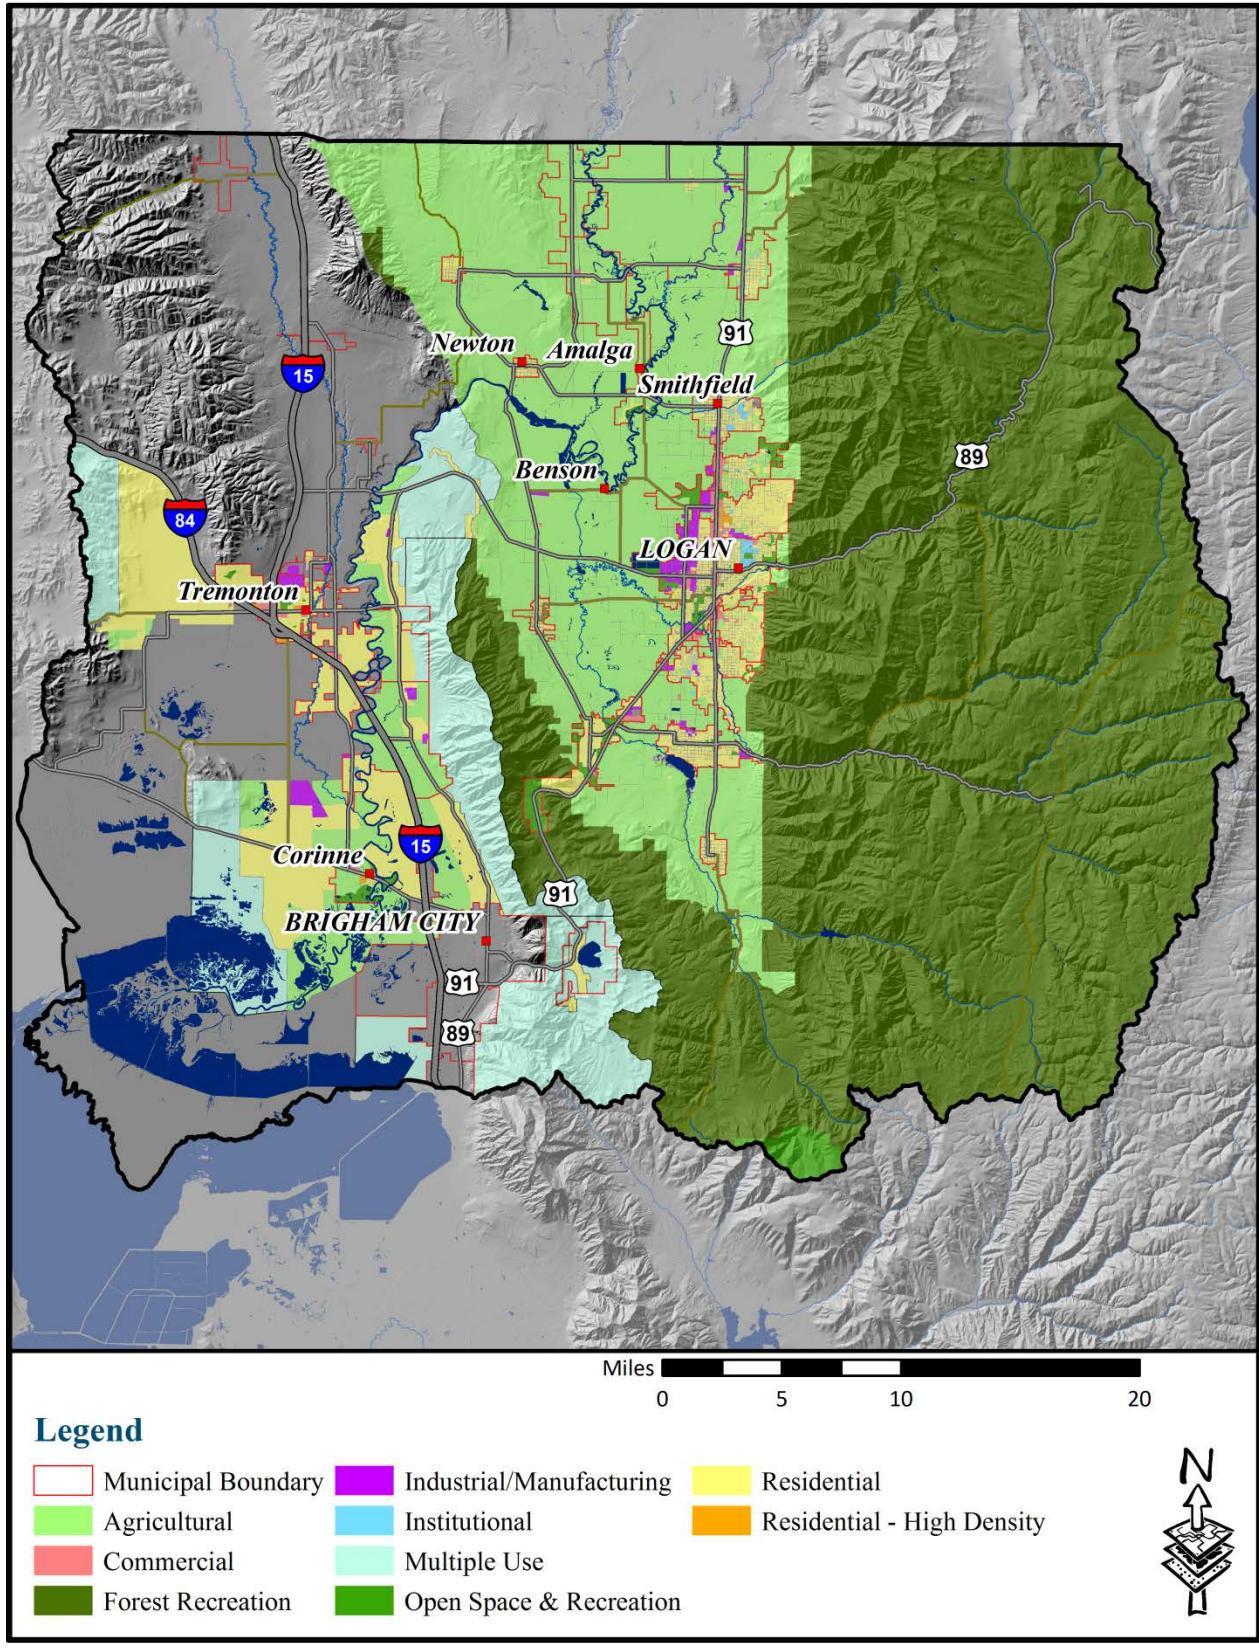 91
Newton
Amalga
15
Smithfield
89
Benson
84
LOGAN
Tremonton
15
Corinne
91
BRIGHAM CITY
91
89
Miles
0 5 10 20
Legend
Municipal Boundary
Agricultural
Commercial
Forest Recreation
Industrial/Manufacturing
Institutional
Multiple Use
Open Space & Recreation
Residential
Residential - High Density
N